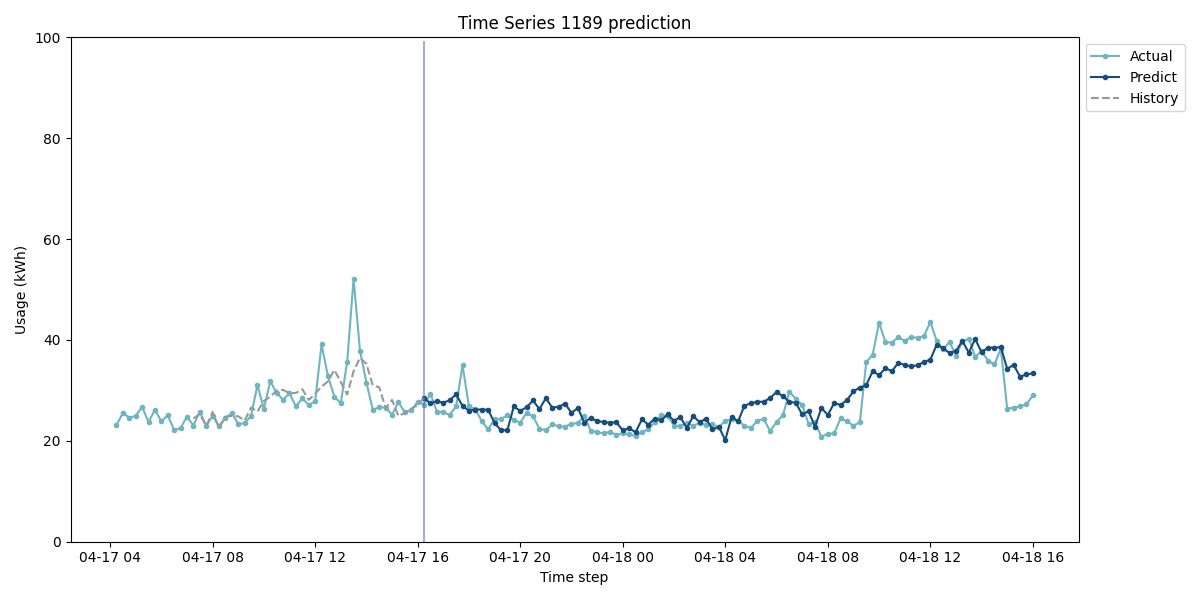 Time Series 1189 prediction
100
80
60
40
20
0
Usage (kWh)
04-17 04 04-17 08 04-17 12 04-17 16 04-17 20 04-18 00 04-18 04 04-18 08 04-18 12 04-18 16
Time step
Actual
Predict
History